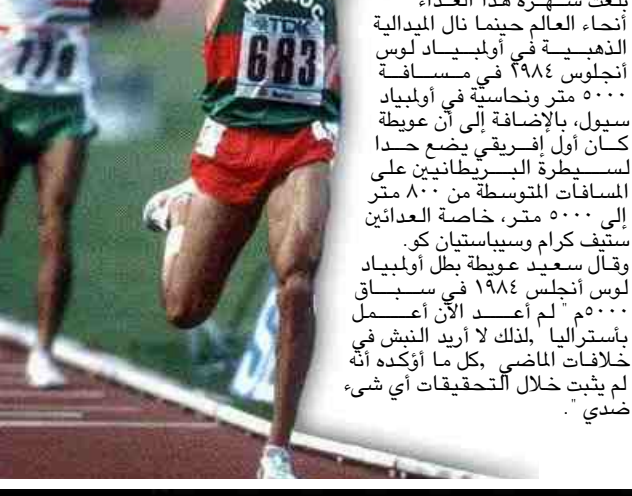 بلغت شهرة هذا العداء
أنحاء العالم حينما نال الميدالية
الذهبية في أولمبياد لوس
أنجلوس ١٩٨٤ في مسافة
٥٠٠٠ متر ونحاسية في أولمبياد
سيول، بالإضافة إلى أن عويطة
كان أول إفريقي يضع حدا
لسيطرة البريطانيين على
المسافات المتوسطة من ٨٠٠ متر
إلى ٥٠٠٠ متر، خاصة العدائين
ستيف كرام وسيباستيان كو.
وقال سعيد عويطة بطل أولمبياد
لوس أنجلس ١٩٨٤ في سباق
٥٠٠٠م " لم أعد الآن أعمل
بأستراليا ,لذلك لا أريد النبش في
خلافات الماضي ,كل ما أؤكده أنه
لم يثبت خلال التحقيقات أي شيء
ضدي ".
TDK
683
778